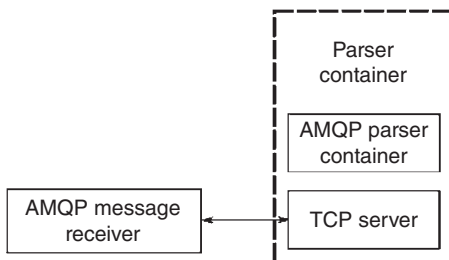 Parser
container
AMQP parser
container
AMQP message
receiver
TCP server